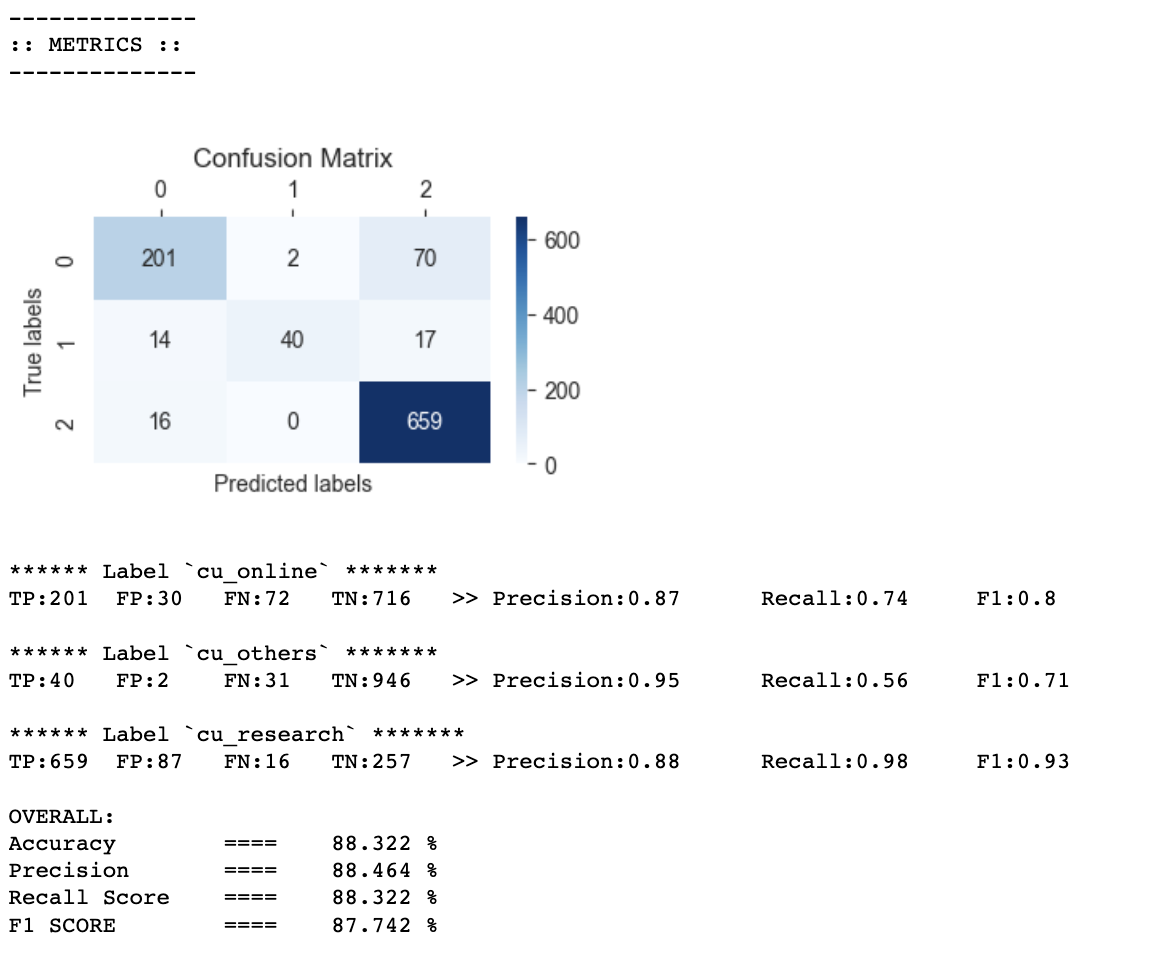 --------------
:: METRICS ::
--------------
Confusion Matrix
0 1 2
True labels
0 201 2 70
1 14 40 17
2 16 0 659
Predicted labels
600
400
200
0
****** Label `cu_online` *******
TP:201 FP:30 FN:72 TN:716 >> Precision:0.87 Recall:0.74 F1:0.8
****** Label `cu_others` *******
TP:40 FP:2 FN:31 TN:946 >> Precision:0.95 Recall:0.56 F1:0.71
****** Label `cu_research` *******
TP:659 FP:87 FN:16 TN:257 >> Precision:0.88 Recall:0.98 F1:0.93
OVERALL:
Accuracy ==== 88.322 %
Precision ==== 88.464 %
Recall Score ==== 88.322 %
F1 SCORE ==== 87.742 %